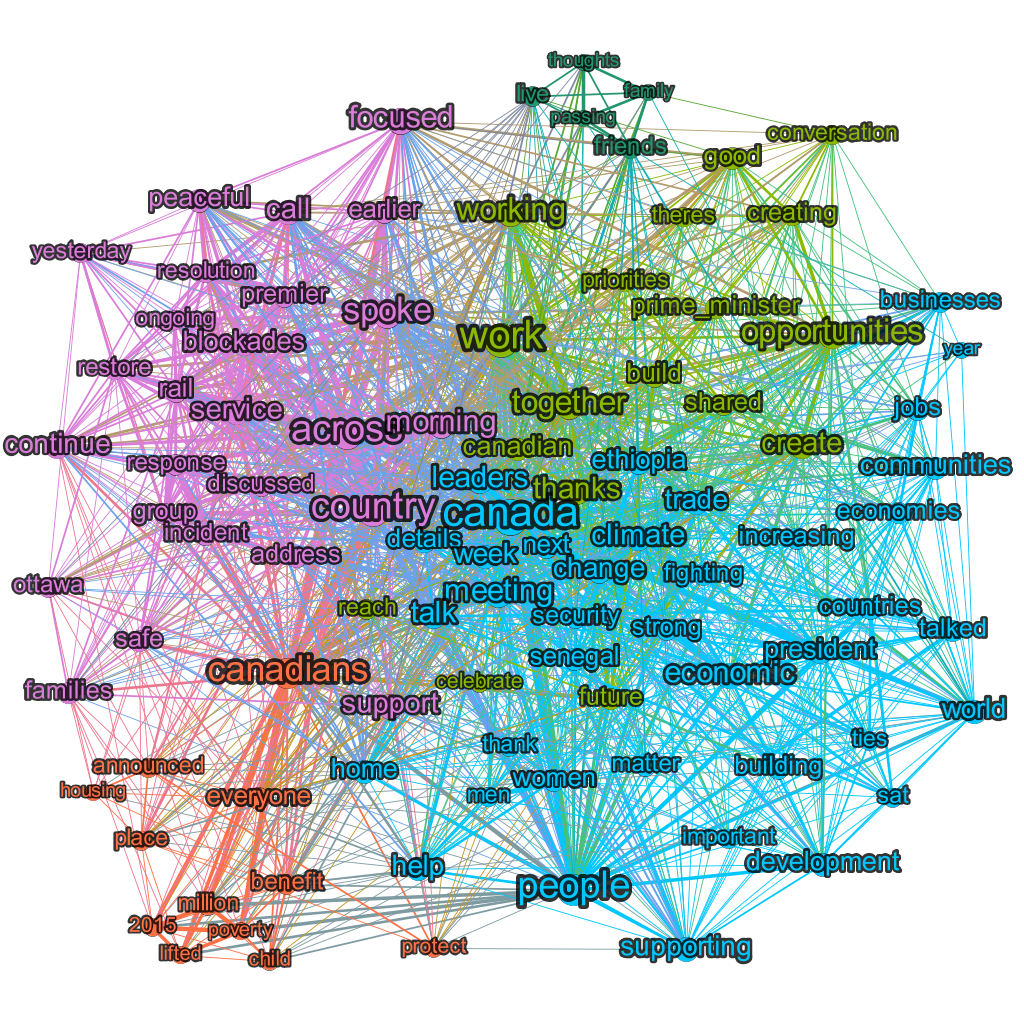 thoughts
live
family
passing
focused
friends
conversation
good
peaceful
call
earlier
working
theres
creating
yesterday
resolution
premier
priorities
businesses
ongoing
spoke
prime_minister
blockades
work
opportunities
year
restore
rail
build
service
together
shared
jobs
across
morning
continue
canadian
create
response
ethiopia
communities
discussed
leaders
thanks
trade
group
country
canada
economies
incident
details
next
climate
increasing
address
week
change
fighting
ottawa
meeting
reach
talk
security
countries
safe
strong
talked
senegal
president
canadians
economic
families
celebrate
support
future
world
thank
ties
announced
home
women
matter
building
housing
everyone
men
sat
place
important
help
development
benefit
people
million
2015
poverty
lifted
child
protect
supporting